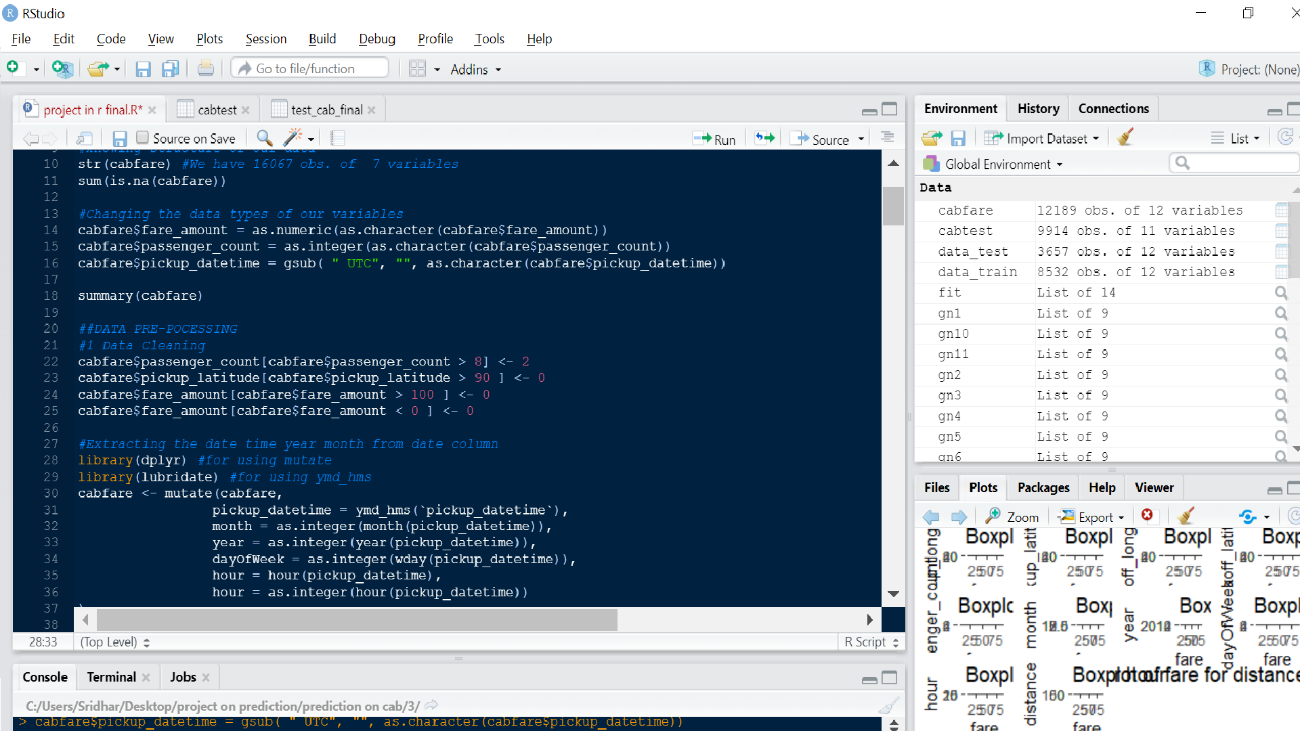 RStudio
File Edit Code View Plots Session Build Debug Profile Tools Help
Go to file/function Addins Project: (None)
project in r final.R* cabtest test_cab_final
Source on Save Run Source
10 str(cabfare) #We have 16067 obs. of 7 variables
11 sum(is.na(cabfare))
12
13 #Changing the data types of our variables
14 cabfare$fare_amount = as.numeric(as.character(cabfare$fare_amount))
15 cabfare$passenger_count = as.integer(as.character(cabfare$passenger_count))
16 cabfare$pickup_datetime = gsub( " UTC", "", as.character(cabfare$pickup_datetime))
17
18 summary(cabfare)
19
20 ##DATA PRE-POCESSING
21 #1 Data Cleaning
22 cabfare$passenger_count[cabfare$passenger_count > 8] <- 2
23 cabfare$pickup_latitude[cabfare$pickup_latitude > 90 ] <- 0
24 cabfare$fare_amount[cabfare$fare_amount > 100 ] <- 0
25 cabfare$fare_amount[cabfare$fare_amount < 0 ] <- 0
26
27 #Extracting the date time year month from date column
28 library(dplyr) #for using mutate
29 library(lubridate) #for using ymd_hms
30 cabfare <- mutate(cabfare,
31 pickup_datetime = ymd_hms(`pickup_datetime`),
32 month = as.integer(month(pickup_datetime)),
33 year = as.integer(year(pickup_datetime)),
34 dayOfWeek = as.integer(wday(pickup_datetime)),
35 hour = hour(pickup_datetime),
36 hour = as.integer(hour(pickup_datetime))
37
38
28:33 (Top Level) R Script
Console Terminal Jobs
C:/Users/Sridhar/Desktop/project on prediction/prediction on cab/3/
> cabfare$pickup_datetime = gsub( " UTC", "", as.character(cabfare$pickup_datetime))
Environment History Connections
Import Dataset List
Global Environment
Data
cabfare 12189 obs. of 12 variables
cabtest 9914 obs. of 11 variables
data_test 3657 obs. of 12 variables
data_train 8532 obs. of 12 variables
fit List of 14
gn1 List of 9
gn10 List of 9
gn11 List of 9
gn2 List of 9
gn3 List of 9
gn4 List of 9
gn5 List of 9
gn6 List of 9
Files Plots Packages Help Viewer
Zoom Export
Boxpl Boxpl Boxpl Boxp
Boxplo Boxp Box Boxpl
month year dayOfWeek
fare fare
Boxpl
hour distance
fare for distance
fare fare